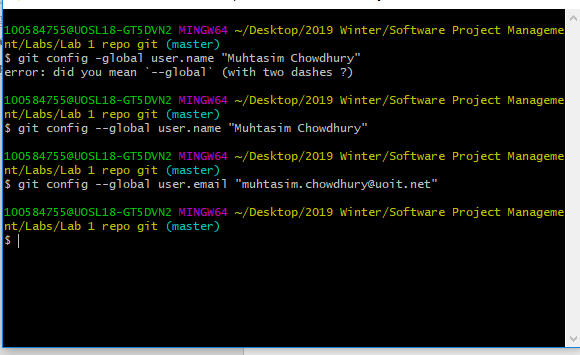 100584755@UOSL18-GT5DVN2 MINGW64 ~/Desktop/2019 Winter/Software Project Manageme
nt/Labs/Lab 1 repo git (master)
$ git config -global user.name "Muhtasim Chowdhury"
error: did you mean `--global` (with two dashes ?)
100584755@UOSL18-GT5DVN2 MINGW64 ~/Desktop/2019 Winter/Software Project Manageme
nt/Labs/Lab 1 repo git (master)
$ git config --global user.name "Muhtasim Chowdhury"
100584755@UOSL18-GT5DVN2 MINGW64 ~/Desktop/2019 Winter/Software Project Manageme
nt/Labs/Lab 1 repo git (master)
$ git config --global user.email "muhtasim.chowdhury@uoit.net"
100584755@UOSL18-GT5DVN2 MINGW64 ~/Desktop/2019 Winter/Software Project Manageme
nt/Labs/Lab 1 repo git (master)
$